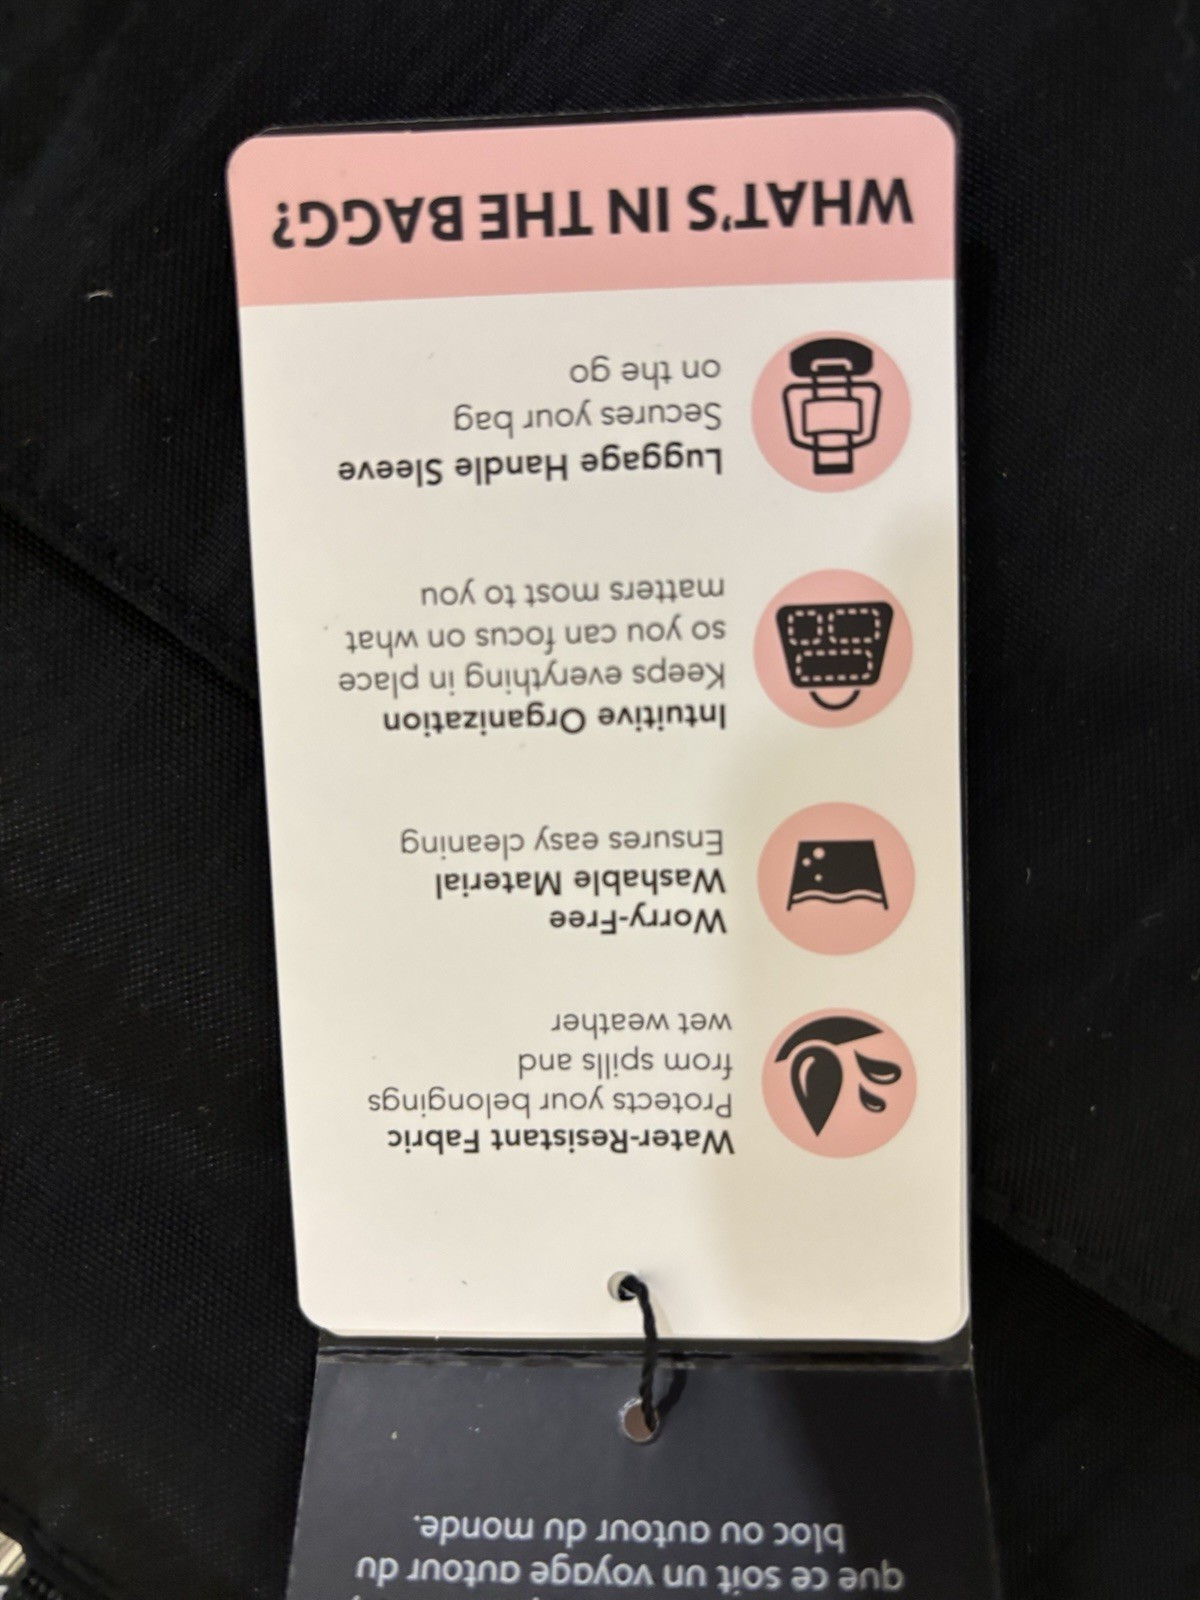 que ce soit un voyage autour du
bloc ou autour du monde.
Water-Resistant Fabric
Protects your belongings
from spills and
wet weather
Worry-Free
Washable Material
Ensures easy cleaning
Intuitive Organization
Keeps everything in place
so you can focus on what
matters most to you
Luggage Handle Sleeve
Secures your bag
on the go
WHAT'S IN THE BAGG?